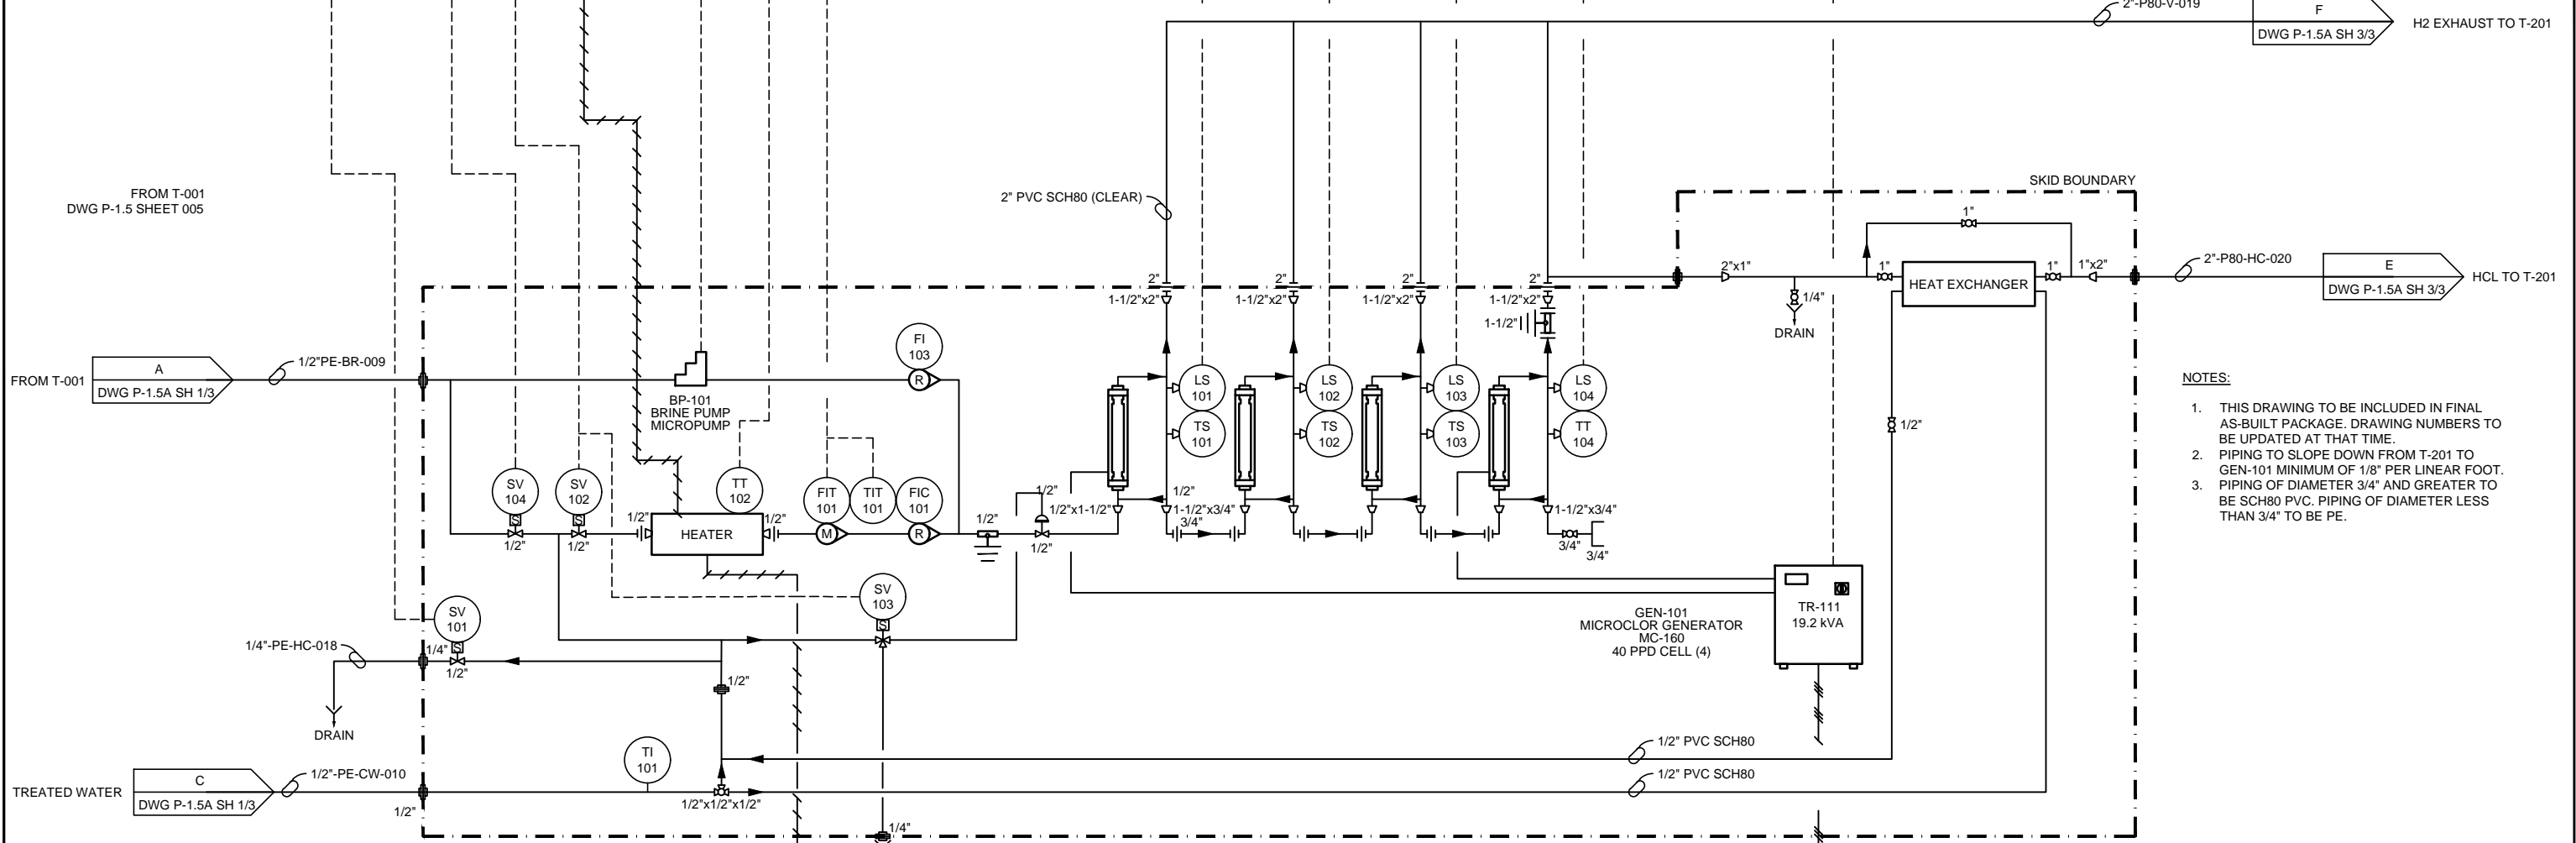 2"-P80-V-019
F
DWG P-1.5A SH 3/3
H2 EXHAUST TO T-201
FROM T-001
DWG P-1.5 SHEET 005
2" PVC SCH80 (CLEAR)
SKID BOUNDARY
1"
2"
2"
2"
2"
2"x1"
1"
HEAT EXCHANGER
1"
1"x2"
2"-P80-HC-020
E
DWG P-1.5A SH 3/3
HCL TO T-201
1-1/2"x2"
1-1/2"x2"
1-1/2"x2"
1-1/2"x2"
1-1/2"
1/4"
DRAIN
FROM T-001
A
DWG P-1.5A SH 1/3
1/2"PE-BR-009
BP-101
BRINE PUMP
MICROPUMP
FI
103
R
LS
101
LS
102
LS
103
LS
104
TS
101
TS
102
TS
103
TT
104
1/2"
NOTES:
1. THIS DRAWING TO BE INCLUDED IN FINAL
AS-BUILT PACKAGE. DRAWING NUMBERS TO
BE UPDATED AT THAT TIME.
2. PIPING TO SLOPE DOWN FROM T-201 TO
GEN-101 MINIMUM OF 1/8" PER LINEAR FOOT.
3. PIPING OF DIAMETER 3/4" AND GREATER TO
BE SCH80 PVC. PIPING OF DIAMETER LESS
THAN 3/4" TO BE PE.
SV
104
SV
102
TT
102
FIT
101
TIT
101
FIC
101
S
S
1/2"
1/2"
1/2"
HEATER
1/2"
M
R
1/2"
1/2"
1/2"
1/2"x1-1/2"
1/2"
1-1/2"x3/4"
3/4"
1-1/2"x3/4"
3/4"
3/4"
SV
103
S
SV
101
S
1/4"
1/2"
1/4"-PE-HC-018
DRAIN
1/2"
GEN-101
MICROCLOR GENERATOR
MC-160
40 PPD CELL (4)
TR-111
19.2 kVA
TI
101
1/2" PVC SCH80
1/2" PVC SCH80
TREATED WATER
C
DWG P-1.5A SH 1/3
1/2"-PE-CW-010
1/2"
1/2"x1/2"x1/2"
1/4"